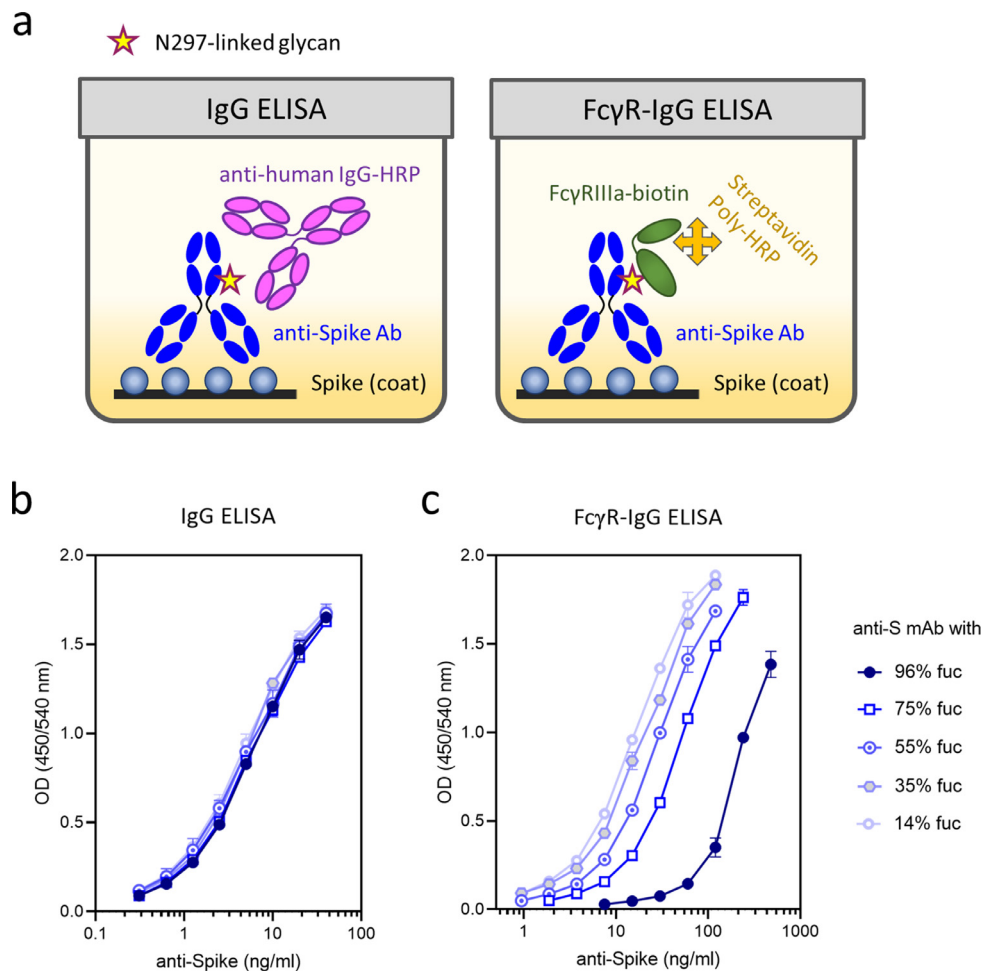 a
N297-linked glycan
IgG ELISA
anti-human IgG-HRP
anti-Spike Ab
Spike (coat)
FcγR-IgG ELISA
FcγRIIIa-biotin
Streptavidin
Poly-HRP
anti-Spike Ab
Spike (coat)
b
IgG ELISA
OD (450/540 nm)
2.0
1.5
1.0
0.5
0.0
0.1
1
10
100
anti-Spike (ng/ml)
c
FcγR-IgG ELISA
OD (450/540 nm)
2.0
1.5
1.0
0.5
0.0
1
10
100
1000
anti-Spike (ng/ml)
anti-S mAb with
96% fuc
75% fuc
55% fuc
35% fuc
14% fuc